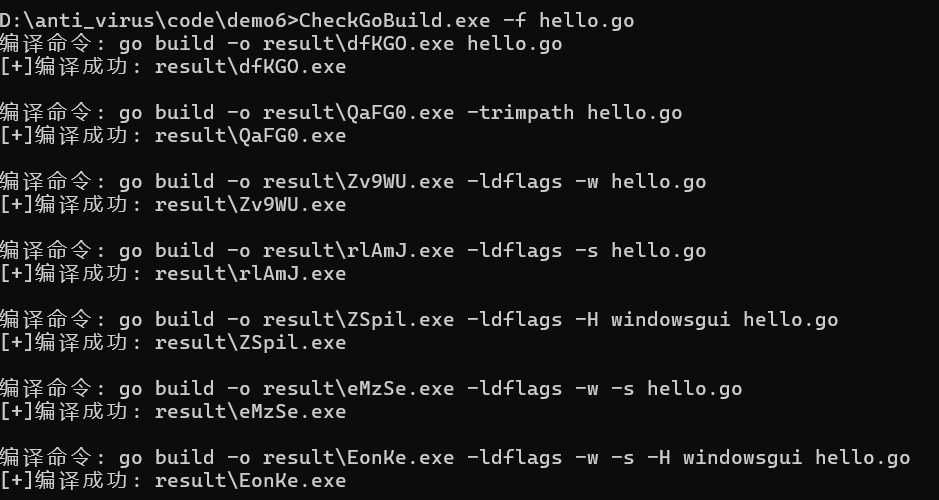 D:\anti_virus\code\demo6>CheckGoBuild.exe -f hello.go
编译命令: go build -o result\dfKGO.exe hello.go
[+]编译成功: result\dfKGO.exe
编译命令: go build -o result\QaFG0.exe -trimpath hello.go
[+]编译成功: result\QaFG0.exe
编译命令: go build -o result\Zv9WU.exe -ldflags -w hello.go
[+]编译成功: result\Zv9WU.exe
编译命令: go build -o result\rlAmJ.exe -ldflags -s hello.go
[+]编译成功: result\rlAmJ.exe
编译命令: go build -o result\ZSpil.exe -ldflags -H windowsgui hello.go
[+]编译成功: result\ZSpil.exe
编译命令: go build -o result\eMzSe.exe -ldflags -w -s hello.go
[+]编译成功: result\eMzSe.exe
编译命令: go build -o result\EonKe.exe -ldflags -w -s -H windowsgui hello.go
[+]编译成功: result\EonKe.exe